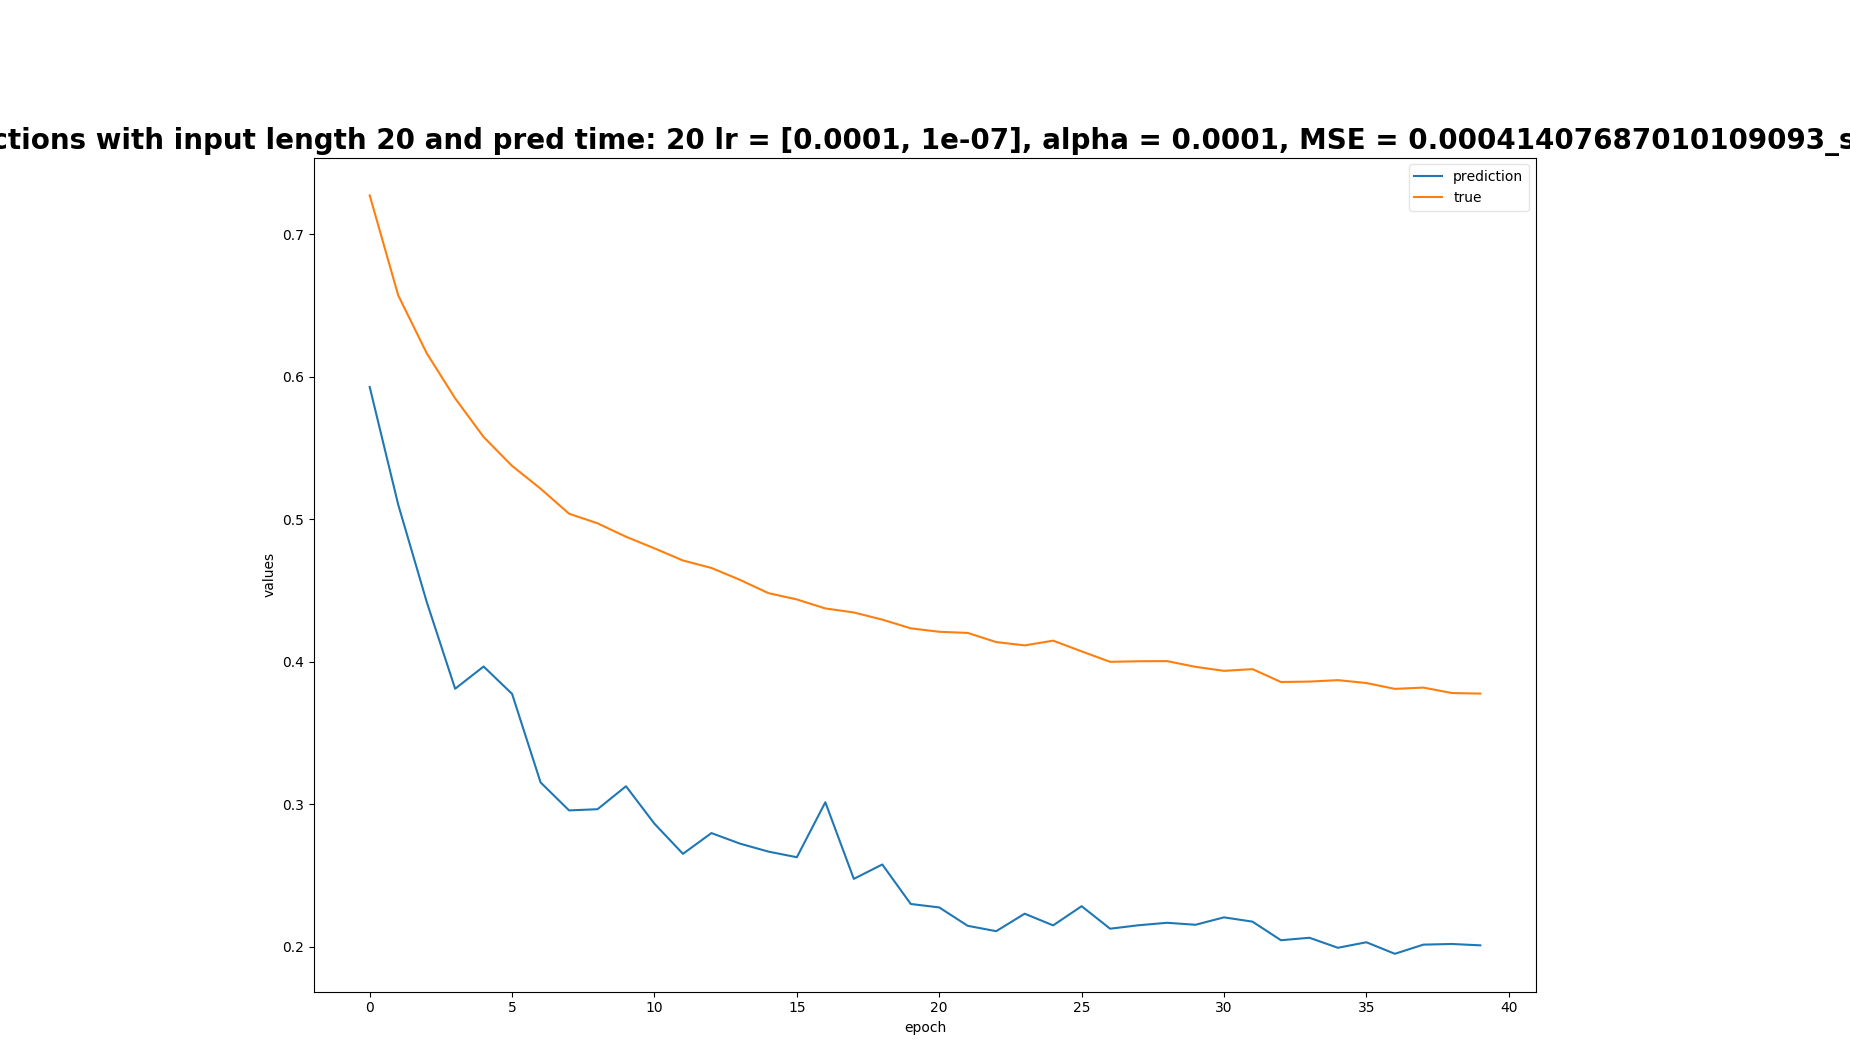 ctions with input length 20 and pred time: 20 lr = [0.0001, 1e-07], alpha = 0.0001, MSE = 0.00041407687010109093_s
prediction
true
0.7
0.6
0.5
0.4
0.3
0.2
values
0 5 10 15 20 25 30 35 40
epoch